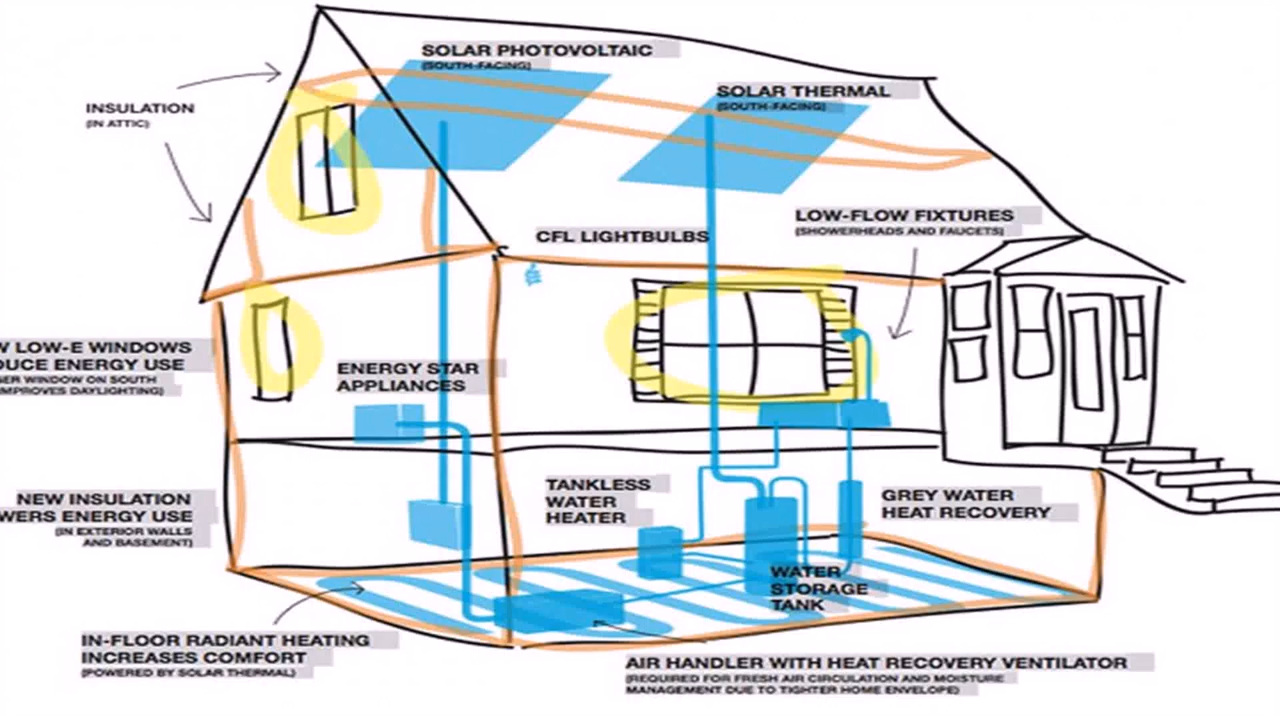 SOLAR PHOTOVOLTAIC
(SOUTH-FACING)
SOLAR THERMAL
(SOUTH-FACING)
INSULATION
(IN ATTIC)
LOW-FLOW FIXTURES
(SHOWERHEADS AND FAUCETS)
CFL LIGHTBULBS
W LOW-E WINDOWS
DUCE ENERGY USE
GER WINDOW ON SOUTH
IMPROVES DAYLIGHTING)
ENERGY STAR
APPLIANCES
NEW INSULATION
WERS ENERGY USE
(IN EXTERIOR WALLS
AND BASEMENT)
TANKLESS
WATER
HEATER
GREY WATER
HEAT RECOVERY
WATER
STORAGE
TANK
IN-FLOOR RADIANT HEATING
INCREASES COMFORT
(POWERED BY SOLAR THERMAL)
AIR HANDLER WITH HEAT RECOVERY VENTILATOR
(REQUIRED FOR FRESH AIR CIRCULATION AND MOISTURE
MANAGEMENT DUE TO TIGHTER HOME ENVELOPE)